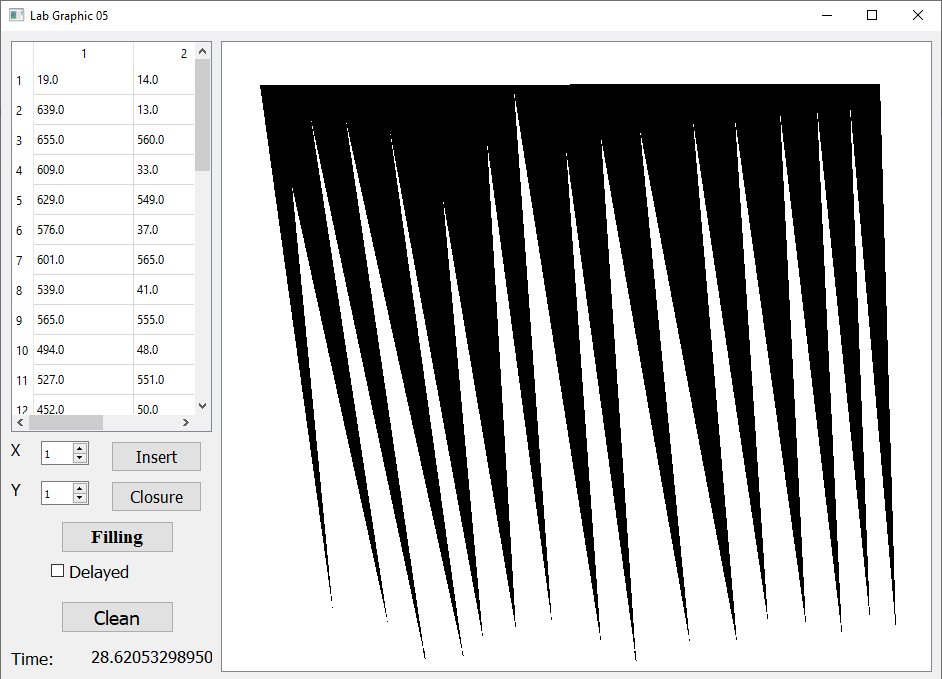 Lab Graphic 05
1 2
1 19.0 14.0
2 639.0 13.0
3 655.0 560.0
4 609.0 33.0
5 629.0 549.0
6 576.0 37.0
7 601.0 565.0
8 539.0 41.0
9 565.0 555.0
10 494.0 48.0
11 527.0 551.0
12 452.0 50.0
X 1 Insert
Y 1 Closure
Filling
Delayed
Clean
Time: 28.62053298950